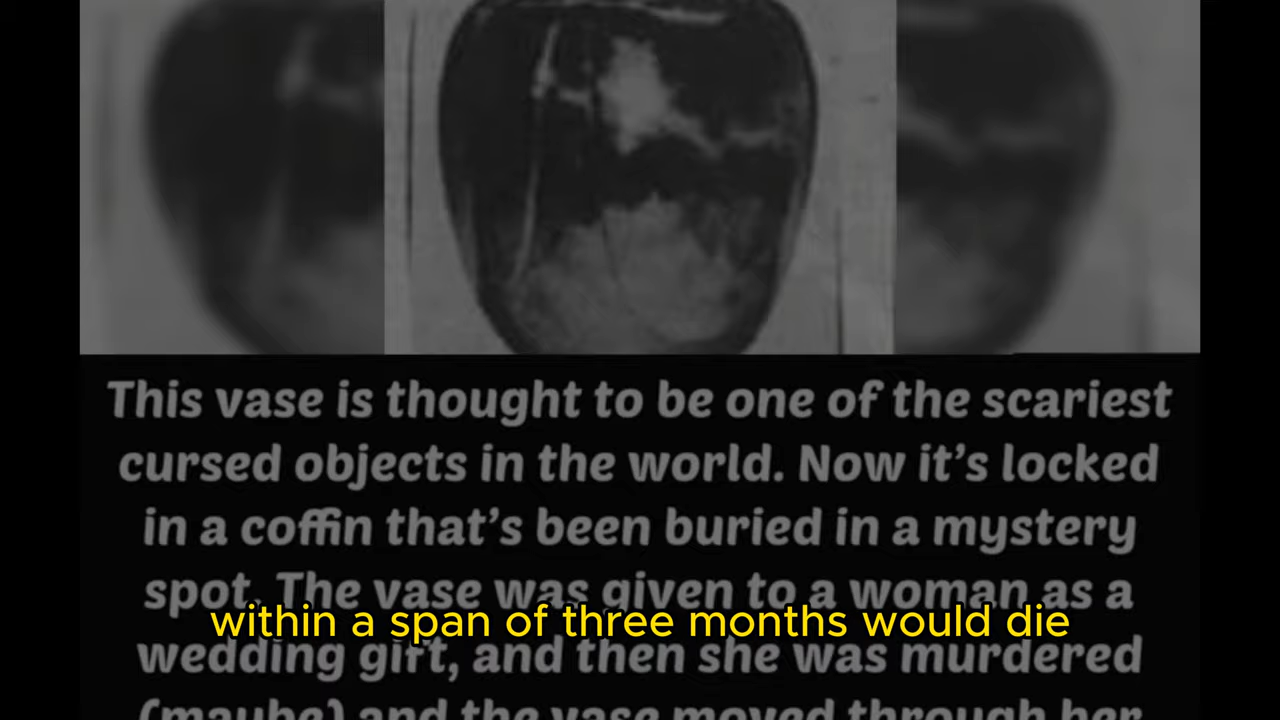 This vase is thought to be one of the scariest
cursed objects in the world. Now it’s locked
in a coffin that’s been buried in a mystery
spot. The vase was given to a woman as a
within a span of three months would die
wedding gift, and then she was murdered
(maybe) and the vase moved through her